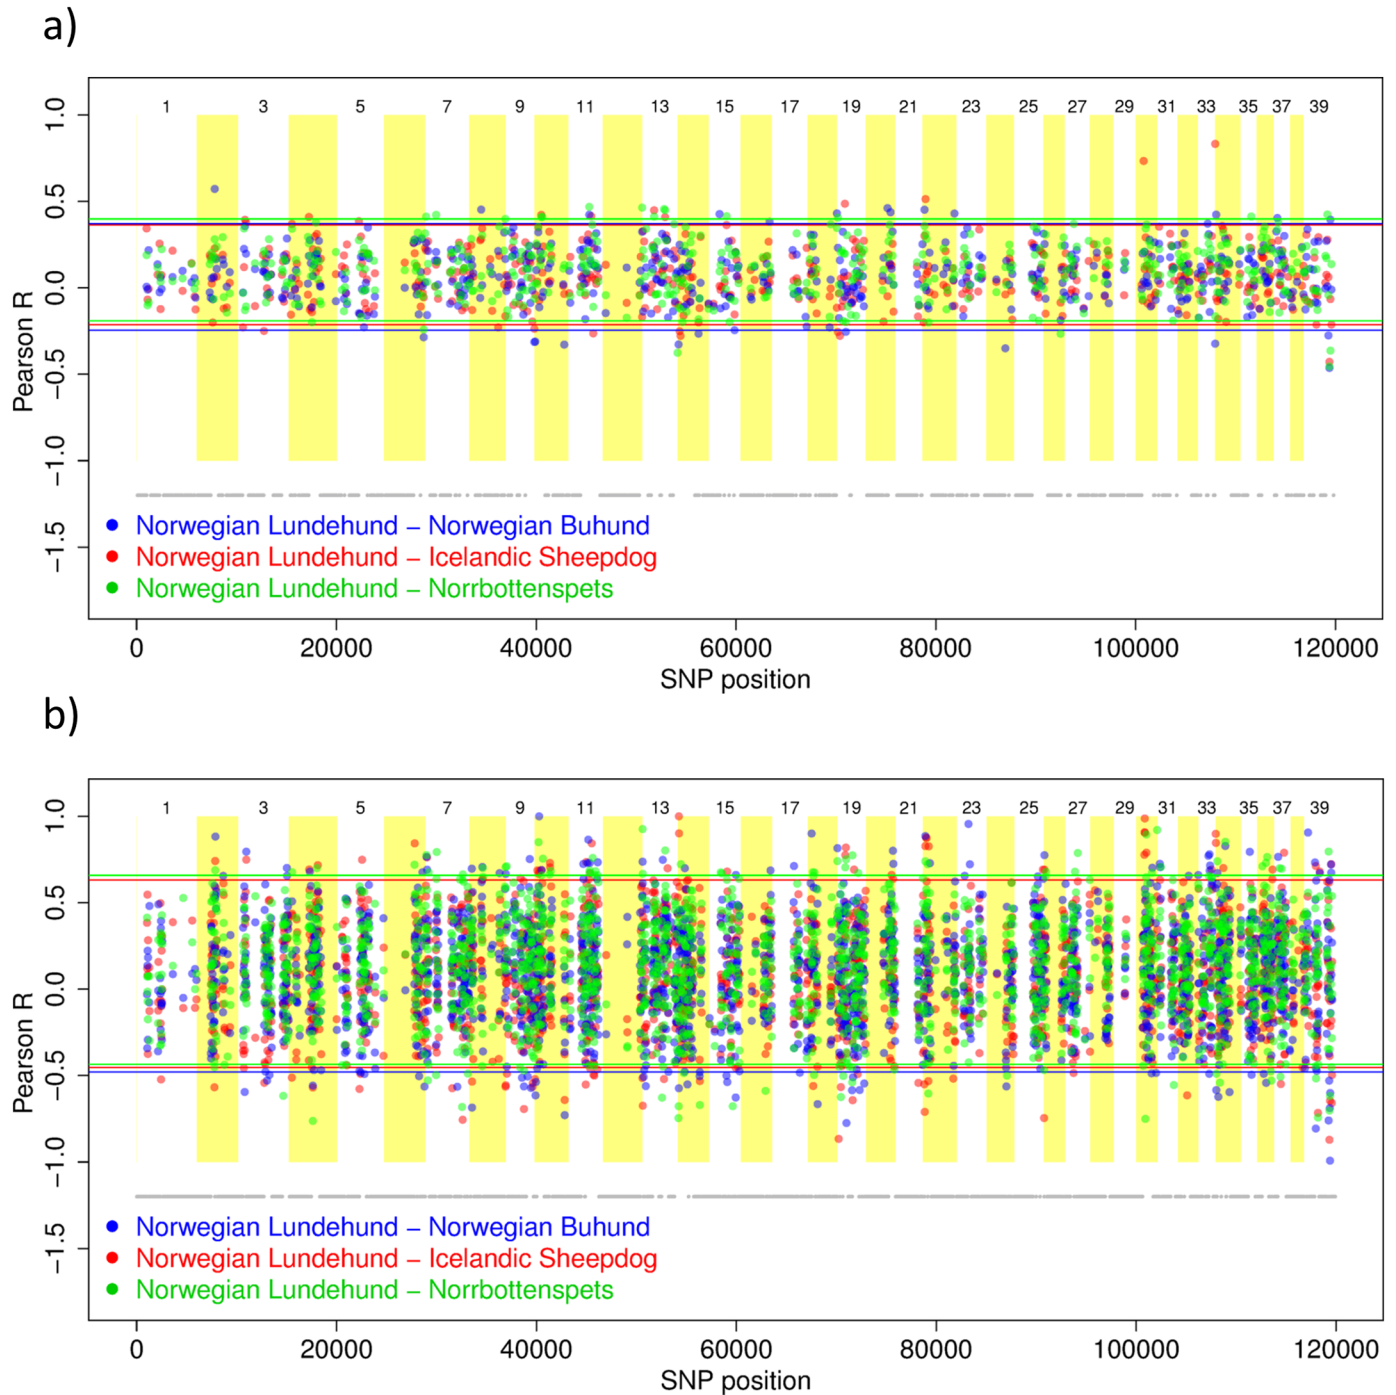 a)
1 3 5 7 9 11 13 15 17 19 21 23 25 27 29 31 33 35 37 39
1.0
0.5
0.0
−0.5
−1.0
−1.5
Pearson R
Norwegian Lundehund − Norwegian Buhund
Norwegian Lundehund − Icelandic Sheepdog
Norwegian Lundehund − Norrbottenspets
0 20000 40000 60000 80000 100000 120000
SNP position
b)
1 3 5 7 9 11 13 15 17 19 21 23 25 27 29 31 33 35 37 39
1.0
0.5
0.0
−0.5
−1.0
−1.5
Pearson R
Norwegian Lundehund − Norwegian Buhund
Norwegian Lundehund − Icelandic Sheepdog
Norwegian Lundehund − Norrbottenspets
0 20000 40000 60000 80000 100000 120000
SNP position